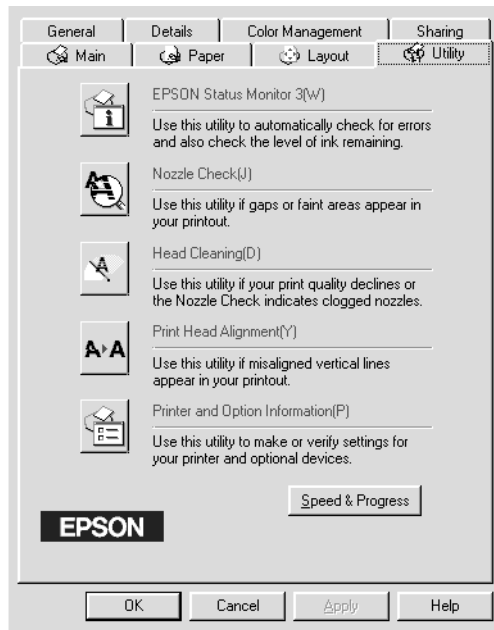 General Details Color Management Sharing
Main Paper Layout Utility
EPSON Status Monitor 3(W)
Use this utility to automatically check for errors
and also check the level of ink remaining.
Nozzle Check(J)
Use this utility if gaps or faint areas appear in
your printout.
Head Cleaning(D)
Use this utility if your print quality declines or
the Nozzle Check indicates clogged nozzles.
Print Head Alignment(Y)
Use this utility if misaligned vertical lines
appear in your printout.
Printer and Option Information(P)
Use this utility to make or verify settings for
your printer and optional devices.
Speed & Progress
EPSON
OK Cancel Apply Help